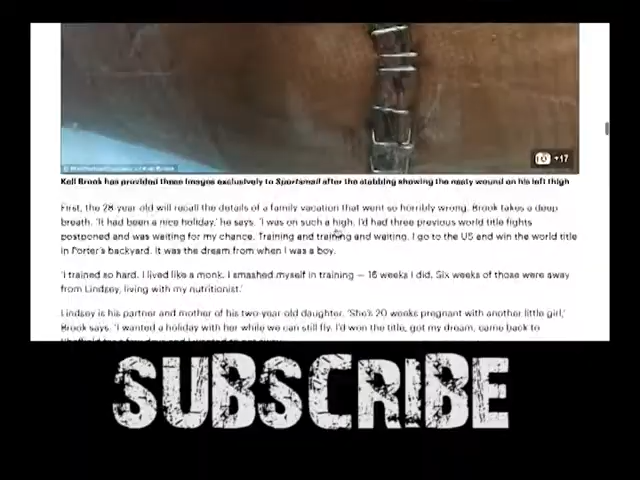 +17
Kell Brook has provided these images exclusively to Sportsmail after the stabbing showing the nasty wound on his left thigh
First, the 28-year-old will recall the details of a family vacation that went so horribly wrong. Brook takes a deep
breath. 'It had been a nice holiday,' he says. 'I was on such a high. I'd had three previous world title fights
postponed and was waiting for my chance. Training and training and waiting. I go to the US and win the world title
in Porter's backyard. It was the dream from when I was a boy.
'I trained so hard. I lived like a monk. I smashed myself in training — 16 weeks I did. Six weeks of those were away
from Lindsey, living with my nutritionist.'
Lindsey is his partner and mother of his two-year-old daughter. 'She's 20 weeks pregnant with another little girl,'
Brook says. 'I wanted a holiday with her while we can still fly. I'd won the title, got my dream, came back to
SUBSCRIBE